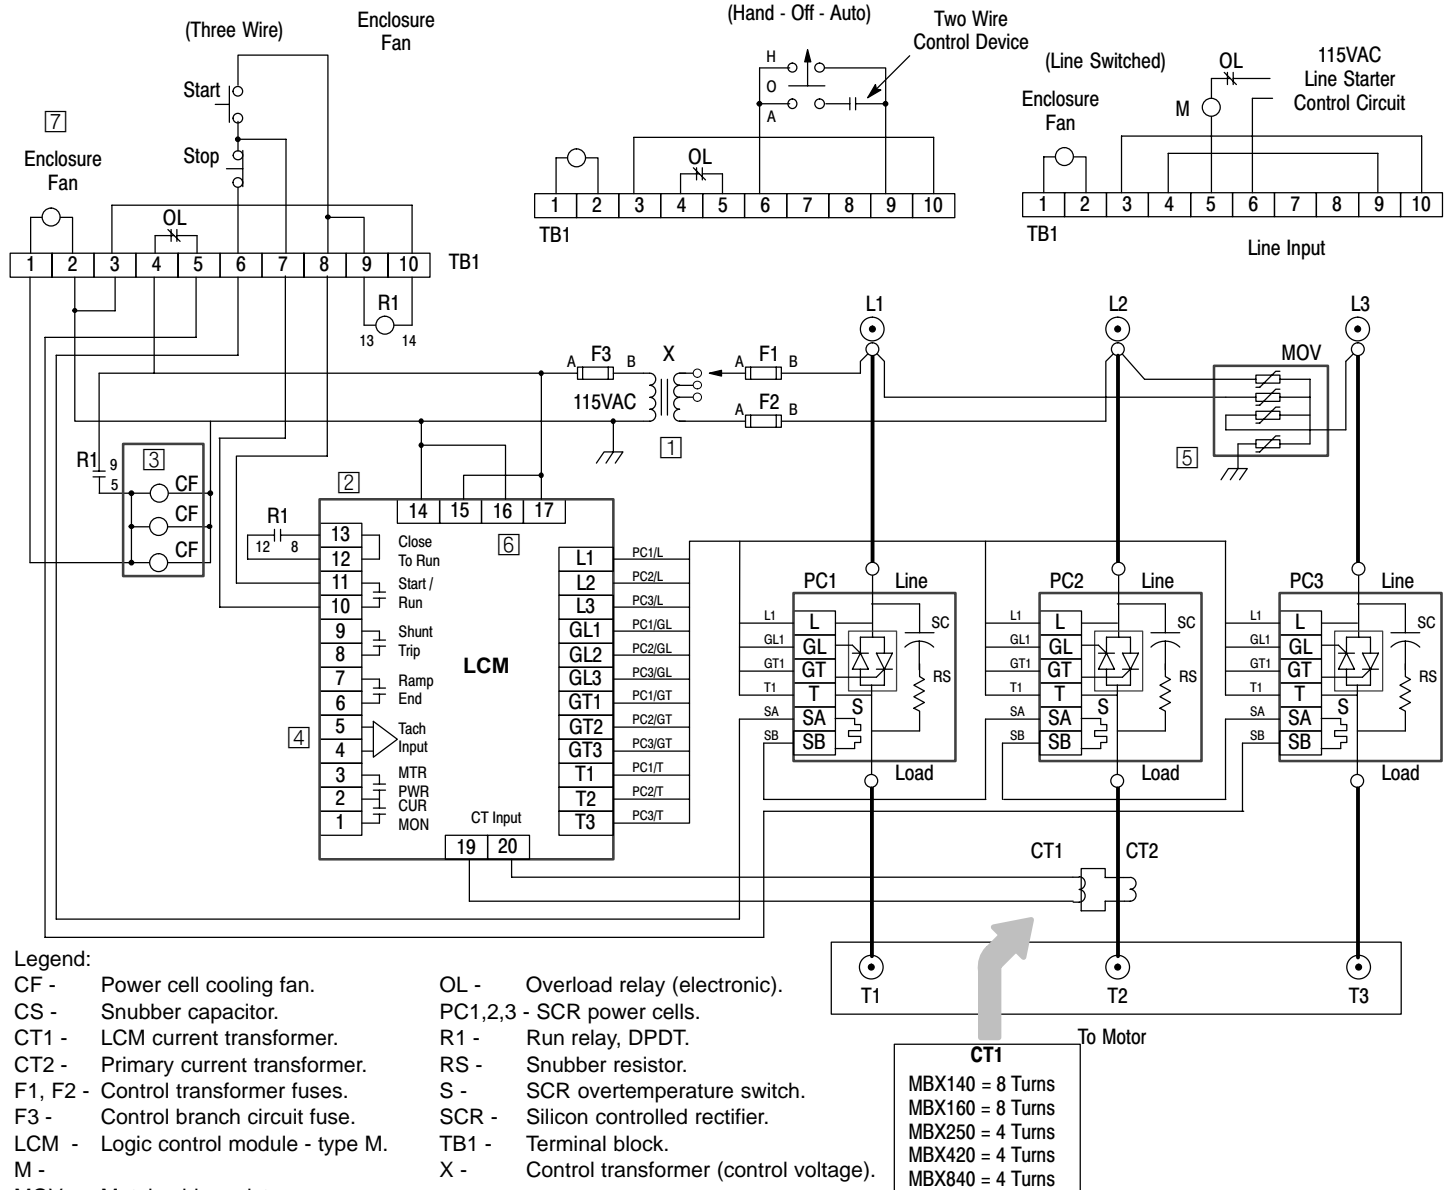 (Three Wire)
Enclosure
Fan
(Hand - Off - Auto)
Two Wire
Control Device
(Line Switched)
115VAC
Line Starter
Control Circuit
OL
M
Start
Stop
7
Enclosure
Fan
OL
1 2 3 4 5 6 7 8 9 10 TB1
R1
13 14
H
O
A
OL
1 2 3 4 5 6 7 8 9 10
TB1
Enclosure
Fan
1 2 3 4 5 6 7 8 9 10
TB1
Line Input
L1 L2 L3
A F3 B X A F1 B
115VAC
A F2 B
1
MOV
5
R1 9
5
3
CF
CF
CF
2
14 15 16 17
6
R1
12 8
13
12
11
10
9
8
7
6
5
4
3
2
1
Close
To Run
Start /
Run
Shunt
Trip
Ramp
End
Tach
Input
MTR
PWR
CUR
MON
4
LCM
CT Input
19 20
L1 PC1/L
L2 PC2/L
L3 PC3/L
GL1 PC1/GL
GL2 PC2/GL
GL3 PC3/GL
GT1 PC1/GT
GT2 PC2/GT
GT3 PC3/GT
T1 PC1/T
T2 PC2/T
T3 PC3/T
PC1 Line
L1 L SC
GL1 GL
GT1 GT RS
T1 T
SA SA S
SB SB
Load
PC2 Line
L1 L SC
GL1 GL
GT1 GT RS
T1 T
SA SA S
SB SB
Load
PC3 Line
L1 L SC
GL1 GL
GT1 GT RS
T1 T
SA SA S
SB SB
Load
CT1 CT2
T1 T2 T3
To Motor
CT1
MBX140 = 8 Turns
MBX160 = 8 Turns
MBX250 = 4 Turns
MBX420 = 4 Turns
MBX840 = 4 Turns
Legend:
CF - Power cell cooling fan.
CS - Snubber capacitor.
CT1 - LCM current transformer.
CT2 - Primary current transformer.
F1, F2 - Control transformer fuses.
F3 - Control branch circuit fuse.
LCM - Logic control module - type M.
M -
OL - Overload relay (electronic).
PC1,2,3 - SCR power cells.
R1 - Run relay, DPDT.
RS - Snubber resistor.
S - SCR overtemperature switch.
SCR - Silicon controlled rectifier.
TB1 - Terminal block.
X - Control transformer (control voltage).